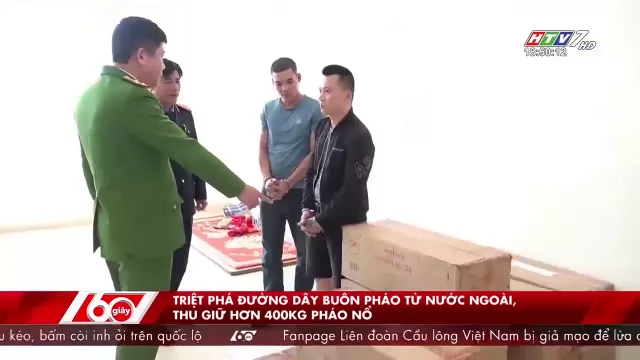 HTV7 HD
18:50:12
AS
60 giây
TRIỆT PHÁ ĐƯỜNG DÂY BUÔN PHÁO TỪ NƯỚC NGOÀI,
THU GIỮ HƠN 400KG PHÁO NỔ
u kéo, bấm còi inh ỏi trên quốc lộ Fanpage Liên đoàn Cầu lông Việt Nam bị giả mạo để lừa đ